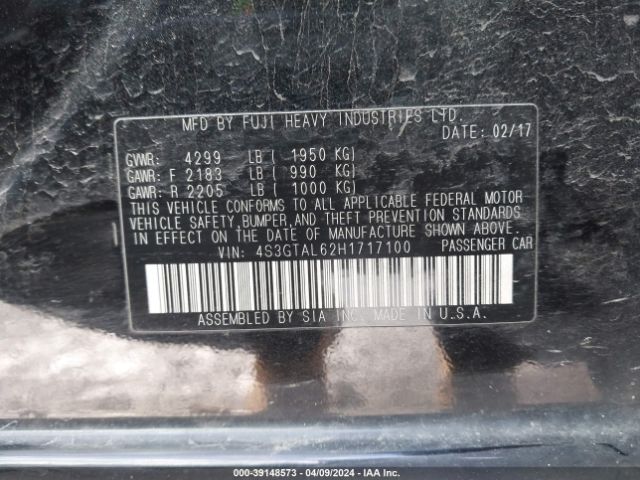 MFD BY FUJI HEAVY INDUSTRIES LTD.
DATE: 02/17
GVWR: 4299 LB ( 1950 KG)
GAWR: F 2183 LB ( 990 KG)
GAWR: R 2205 LB ( 1000 KG)
THIS VEHICLE CONFORMS TO ALL APPLICABLE FEDERAL MOTOR
VEHICLE SAFETY, BUMPER, AND THEFT PREVENTION STANDARDS
IN EFFECT ON THE DATE OF MANUFACTURE SHOWN ABOVE.
VIN: 4S3GTAL62H1717100 PASSENGER CAR
ASSEMBLED BY SIA INC. MADE IN U.S.A.
000-39148573 - 04/09/2024 - IAA Inc.